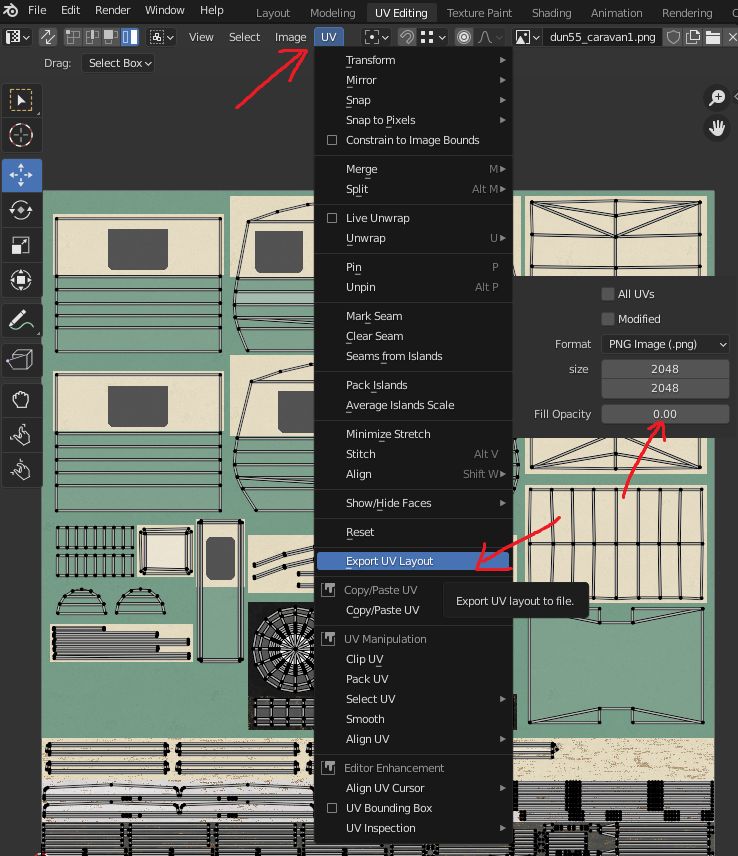 File Edit Render Window Help Layout Modeling UV Editing Texture Paint Shading Animation Rendering C
View Select Image UV dun55_caravan1.png
Drag: Select Box
Transform
Mirror
Snap
Snap to Pixels
Constrain to Image Bounds
Merge M
Split Alt M
Live Unwrap
Unwrap U
Pin P
Unpin Alt P
Mark Seam
Clear Seam
Seams from Islands
Pack Islands
Average Islands Scale
Minimize Stretch
Stitch Alt V
Align Shift W
Show/Hide Faces
Reset
Export UV Layout
Copy/Paste UV
Copy/Paste UV
UV Manipulation
Clip UV
Pack UV
Select UV
Smooth
Align UV
Editor Enhancement
Align UV Cursor
UV Bounding Box
UV Inspection
All UVs
Modified
Format PNG Image (.png)
size 2048
2048
Fill Opacity 0.00
Export UV layout to file.